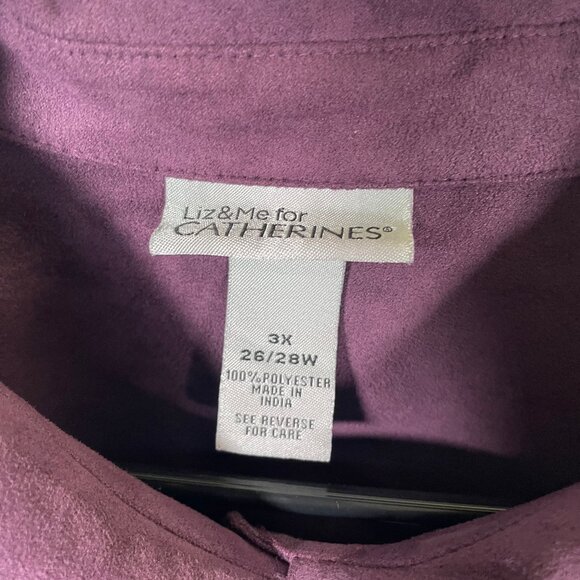 Liz&Me for
CATHERINES®
3X
26/28W
100%POLYESTER
MADE IN
INDIA
SEE REVERSE
FOR CARE